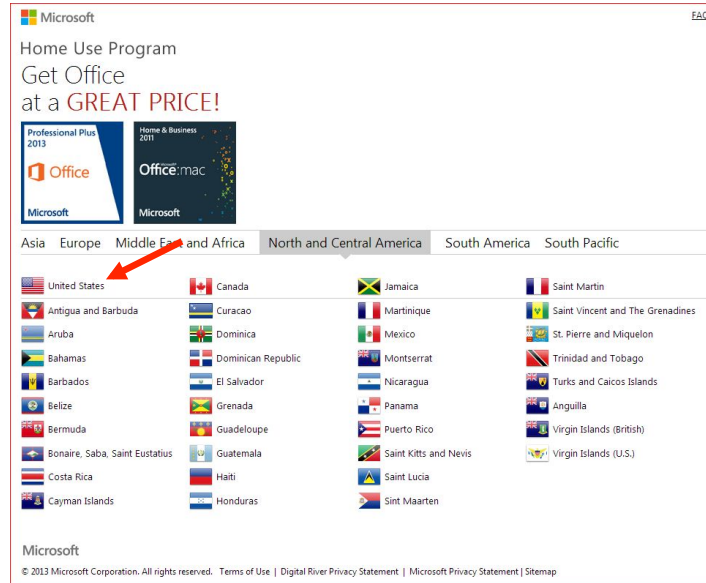 Microsoft
FAQ
Home Use Program
Get Office
at a GREAT PRICE!
Professional Plus
2013
Office
Microsoft
Home & Business
2011
Microsoft
Office:mac
Microsoft
Asia Europe Middle East and Africa North and Central America South America South Pacific
United States Canada Jamaica Saint Martin
Antigua and Barbuda Curacao Martinique Saint Vincent and The Grenadines
Aruba Dominica Mexico St. Pierre and Miquelon
Bahamas Dominican Republic Montserrat Trinidad and Tobago
Barbados El Salvador Nicaragua Turks and Caicos Islands
Belize Grenada Panama Anguilla
Bermuda Guadeloupe Puerto Rico Virgin Islands (British)
Bonaire, Saba, Saint Eustatius Guatemala Saint Kitts and Nevis Virgin Islands (U.S.)
Costa Rica Haiti Saint Lucia
Cayman Islands Honduras Sint Maarten
Microsoft
© 2013 Microsoft Corporation. All rights reserved. Terms of Use | Digital River Privacy Statement | Microsoft Privacy Statement | Sitemap